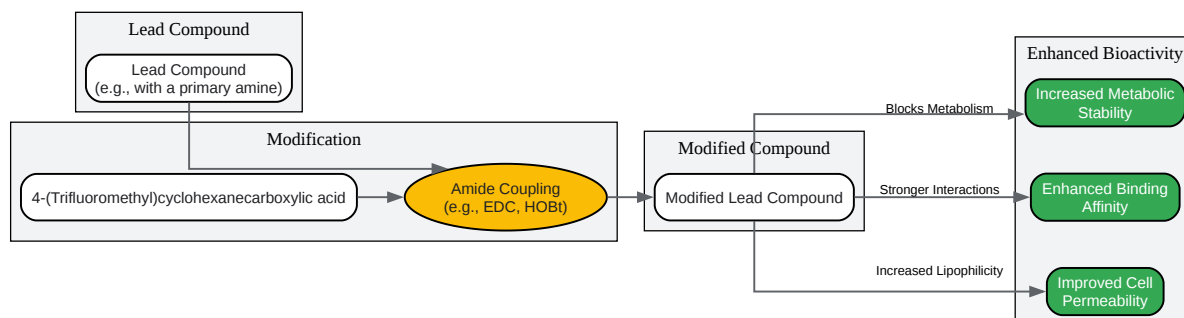 Lead Compound
Lead Compound
(e.g., with a primary amine)
Modification
4-(Trifluoromethyl)cyclohexanecarboxylic acid
Amide Coupling
(e.g., EDC, HOBt)
Modified Compound
Modified Lead Compound
Blocks Metabolism
Stronger Interactions
Increased Lipophilicity
Enhanced Bioactivity
Increased Metabolic
Stability
Enhanced Binding
Affinity
Improved Cell
Permeability